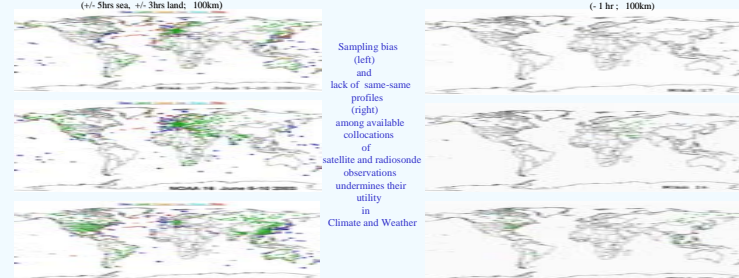 (+/- 5hrs sea, +/- 3hrs land; 100km)
(- 1 hr ; 100km)
Sampling bias
(left)
and
lack of same-same
profiles
(right)
among available
collocations
of
satellite and radiosonde
observations
undermines their
utility
in
Climate and Weather